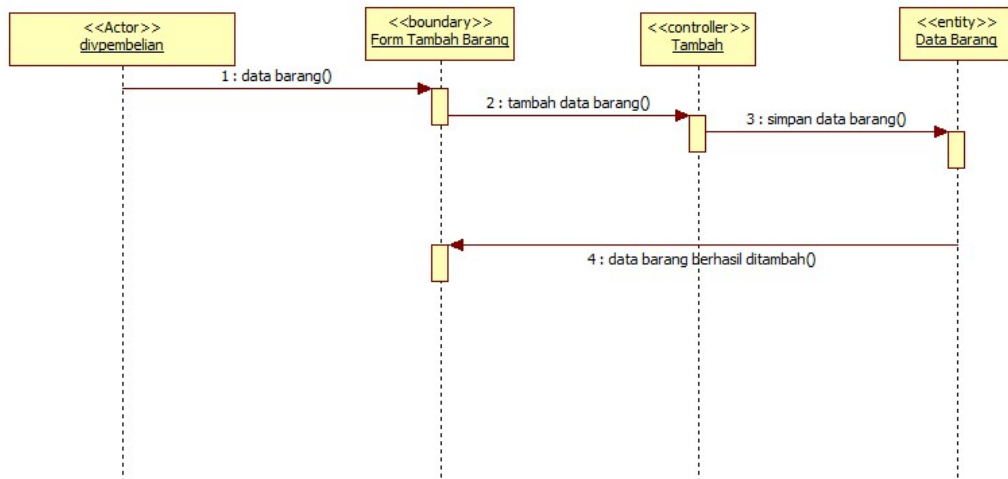 <<Actor>>
divpembelian
<<boundary>>
Form Tambah Barang
<<controller>>
Tambah
<<entity>>
Data Barang
1 : data barang()
2 : tambah data barang()
3 : simpan data barang()
4 : data barang berhasil ditambah()